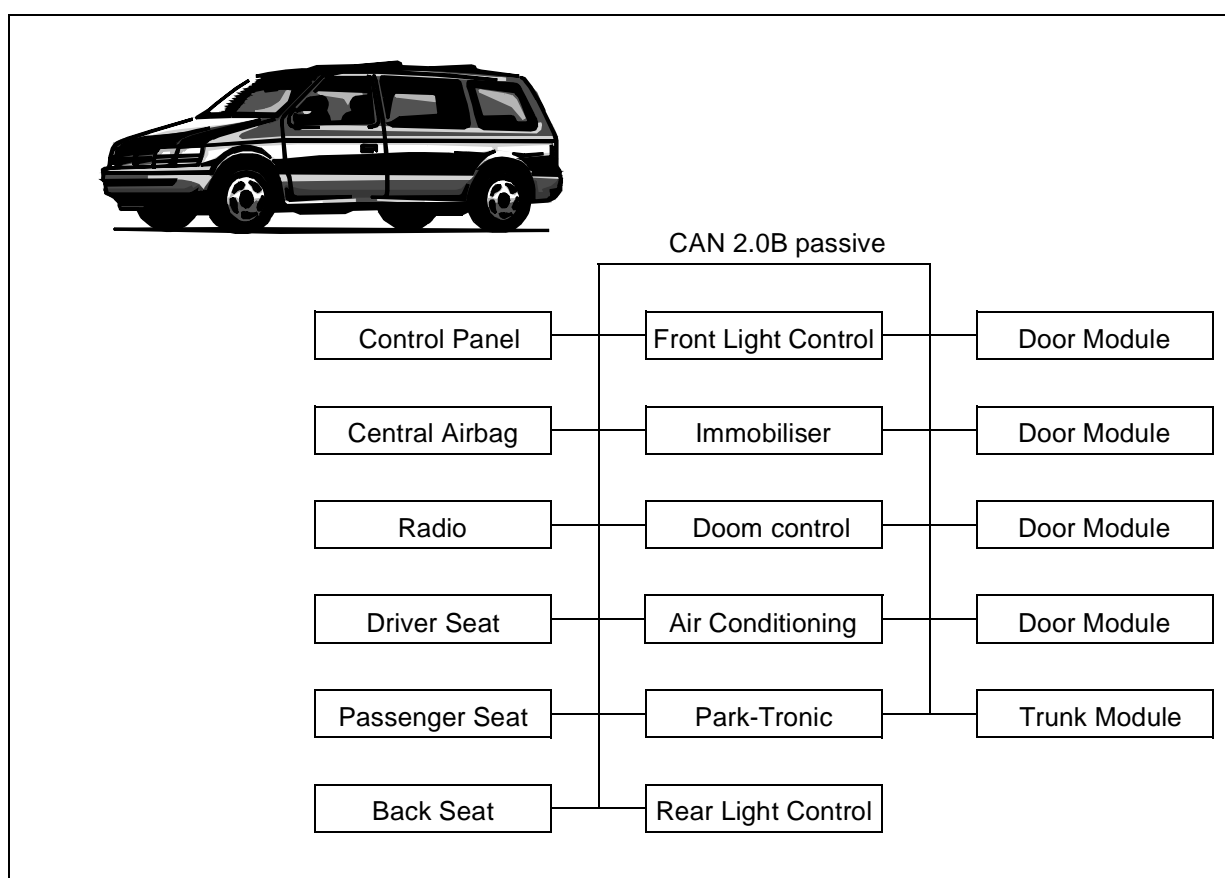 CAN 2.0B passive
Control Panel
Front Light Control
Door Module
Central Airbag
Immobiliser
Door Module
Radio
Doom control
Door Module
Driver Seat
Air Conditioning
Door Module
Passenger Seat
Park-Tronic
Trunk Module
Back Seat
Rear Light Control